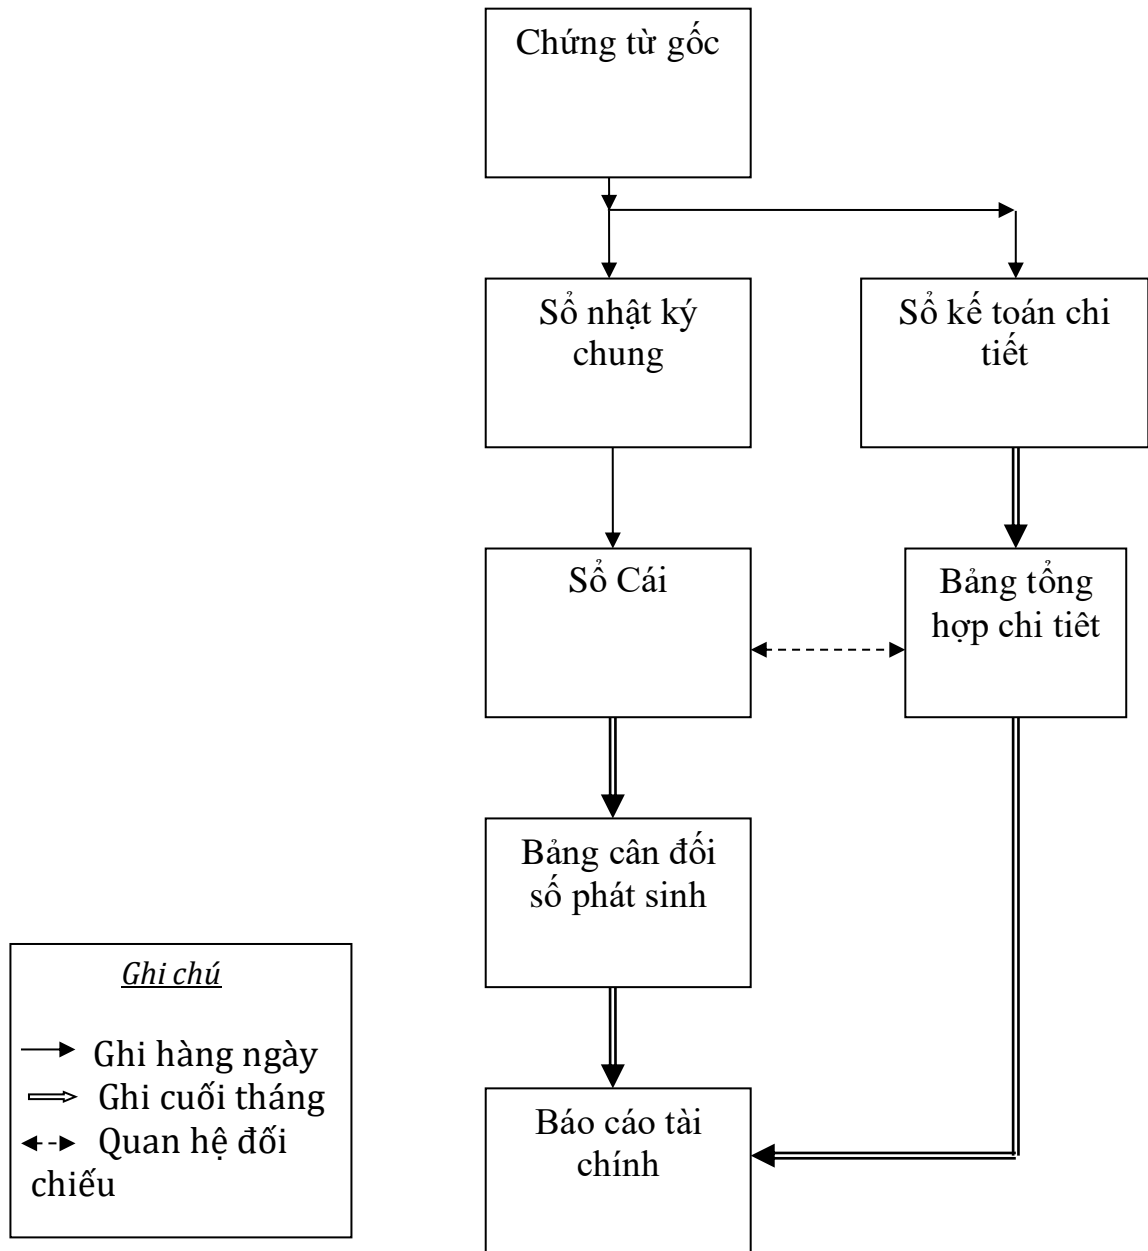 Chứng từ gốc
Sổ nhật ký
chung
Sổ kế toán chi
tiết
Sổ Cái
Bảng tổng
hợp chi tiêt
Bảng cân đối
số phát sinh
Ghi chú
Ghi hàng ngày
Ghi cuối tháng
Quan hệ đối
chiếu
Báo cáo tài
chính